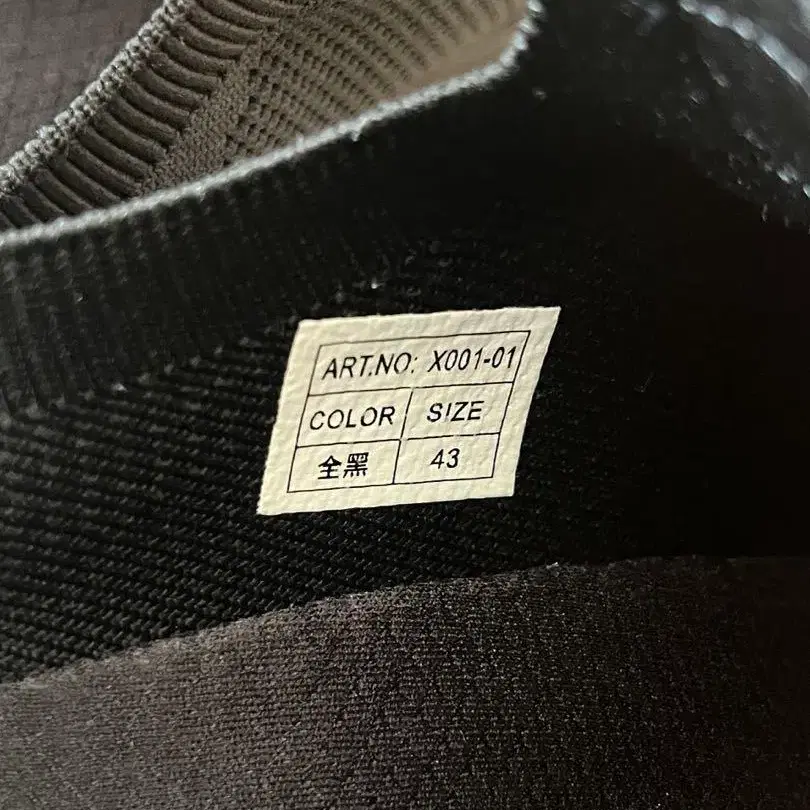 ART.NO: X001-01
COLOR SIZE
全黑 43